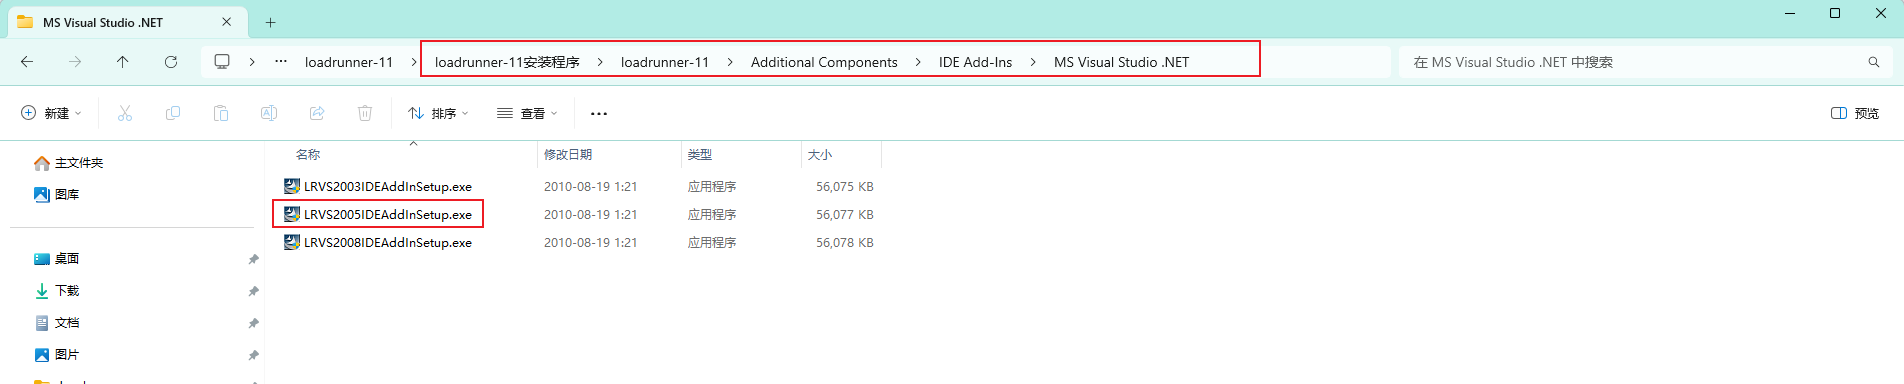 MS Visual Studio .NET
loadrunner-11 loadrunner-11安装程序 loadrunner-11 Additional Components IDE Add-Ins MS Visual Studio .NET 在 MS Visual Studio .NET 中搜索
新建 排序 查看 预览
名称 修改日期 类型 大小
主文件夹
图库
桌面
下载
文档
图片
LRVS2003IDEAddInSetup.exe 2010-08-19 1:21 应用程序 56,075 KB
LRVS2005IDEAddInSetup.exe 2010-08-19 1:21 应用程序 56,077 KB
LRVS2008IDEAddInSetup.exe 2010-08-19 1:21 应用程序 56,078 KB